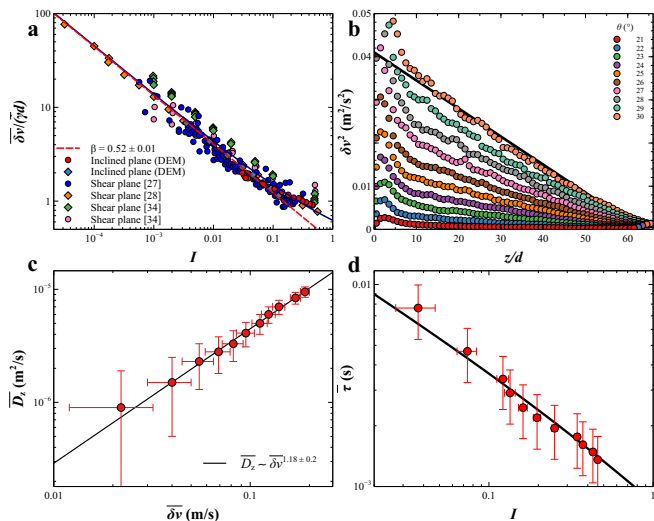 a
100
10
1
10⁻⁴
10⁻³
0.01
0.1
1
I
δv/(γ̇d)
β = 0.52 ± 0.01
Inclined plane (DEM)
Inclined plane (DEM)
Shear plane [27]
Shear plane [28]
Shear plane [34]
Shear plane [34]
b
0.05
0.04
0.01
0.01
0
0
10
20
30
40
50
60
z/d
δv² (m²/s²)
θ (°)
21
22
23
24
25
26
27
28
29
30
c
10⁻⁵
10⁻⁶
0.01
0.1
δv (m/s)
D_z (m²/s)
D_z ~ δv^1.18 ± 0.2
d
0.01
10⁻³
0.1
1
I
τ (s)